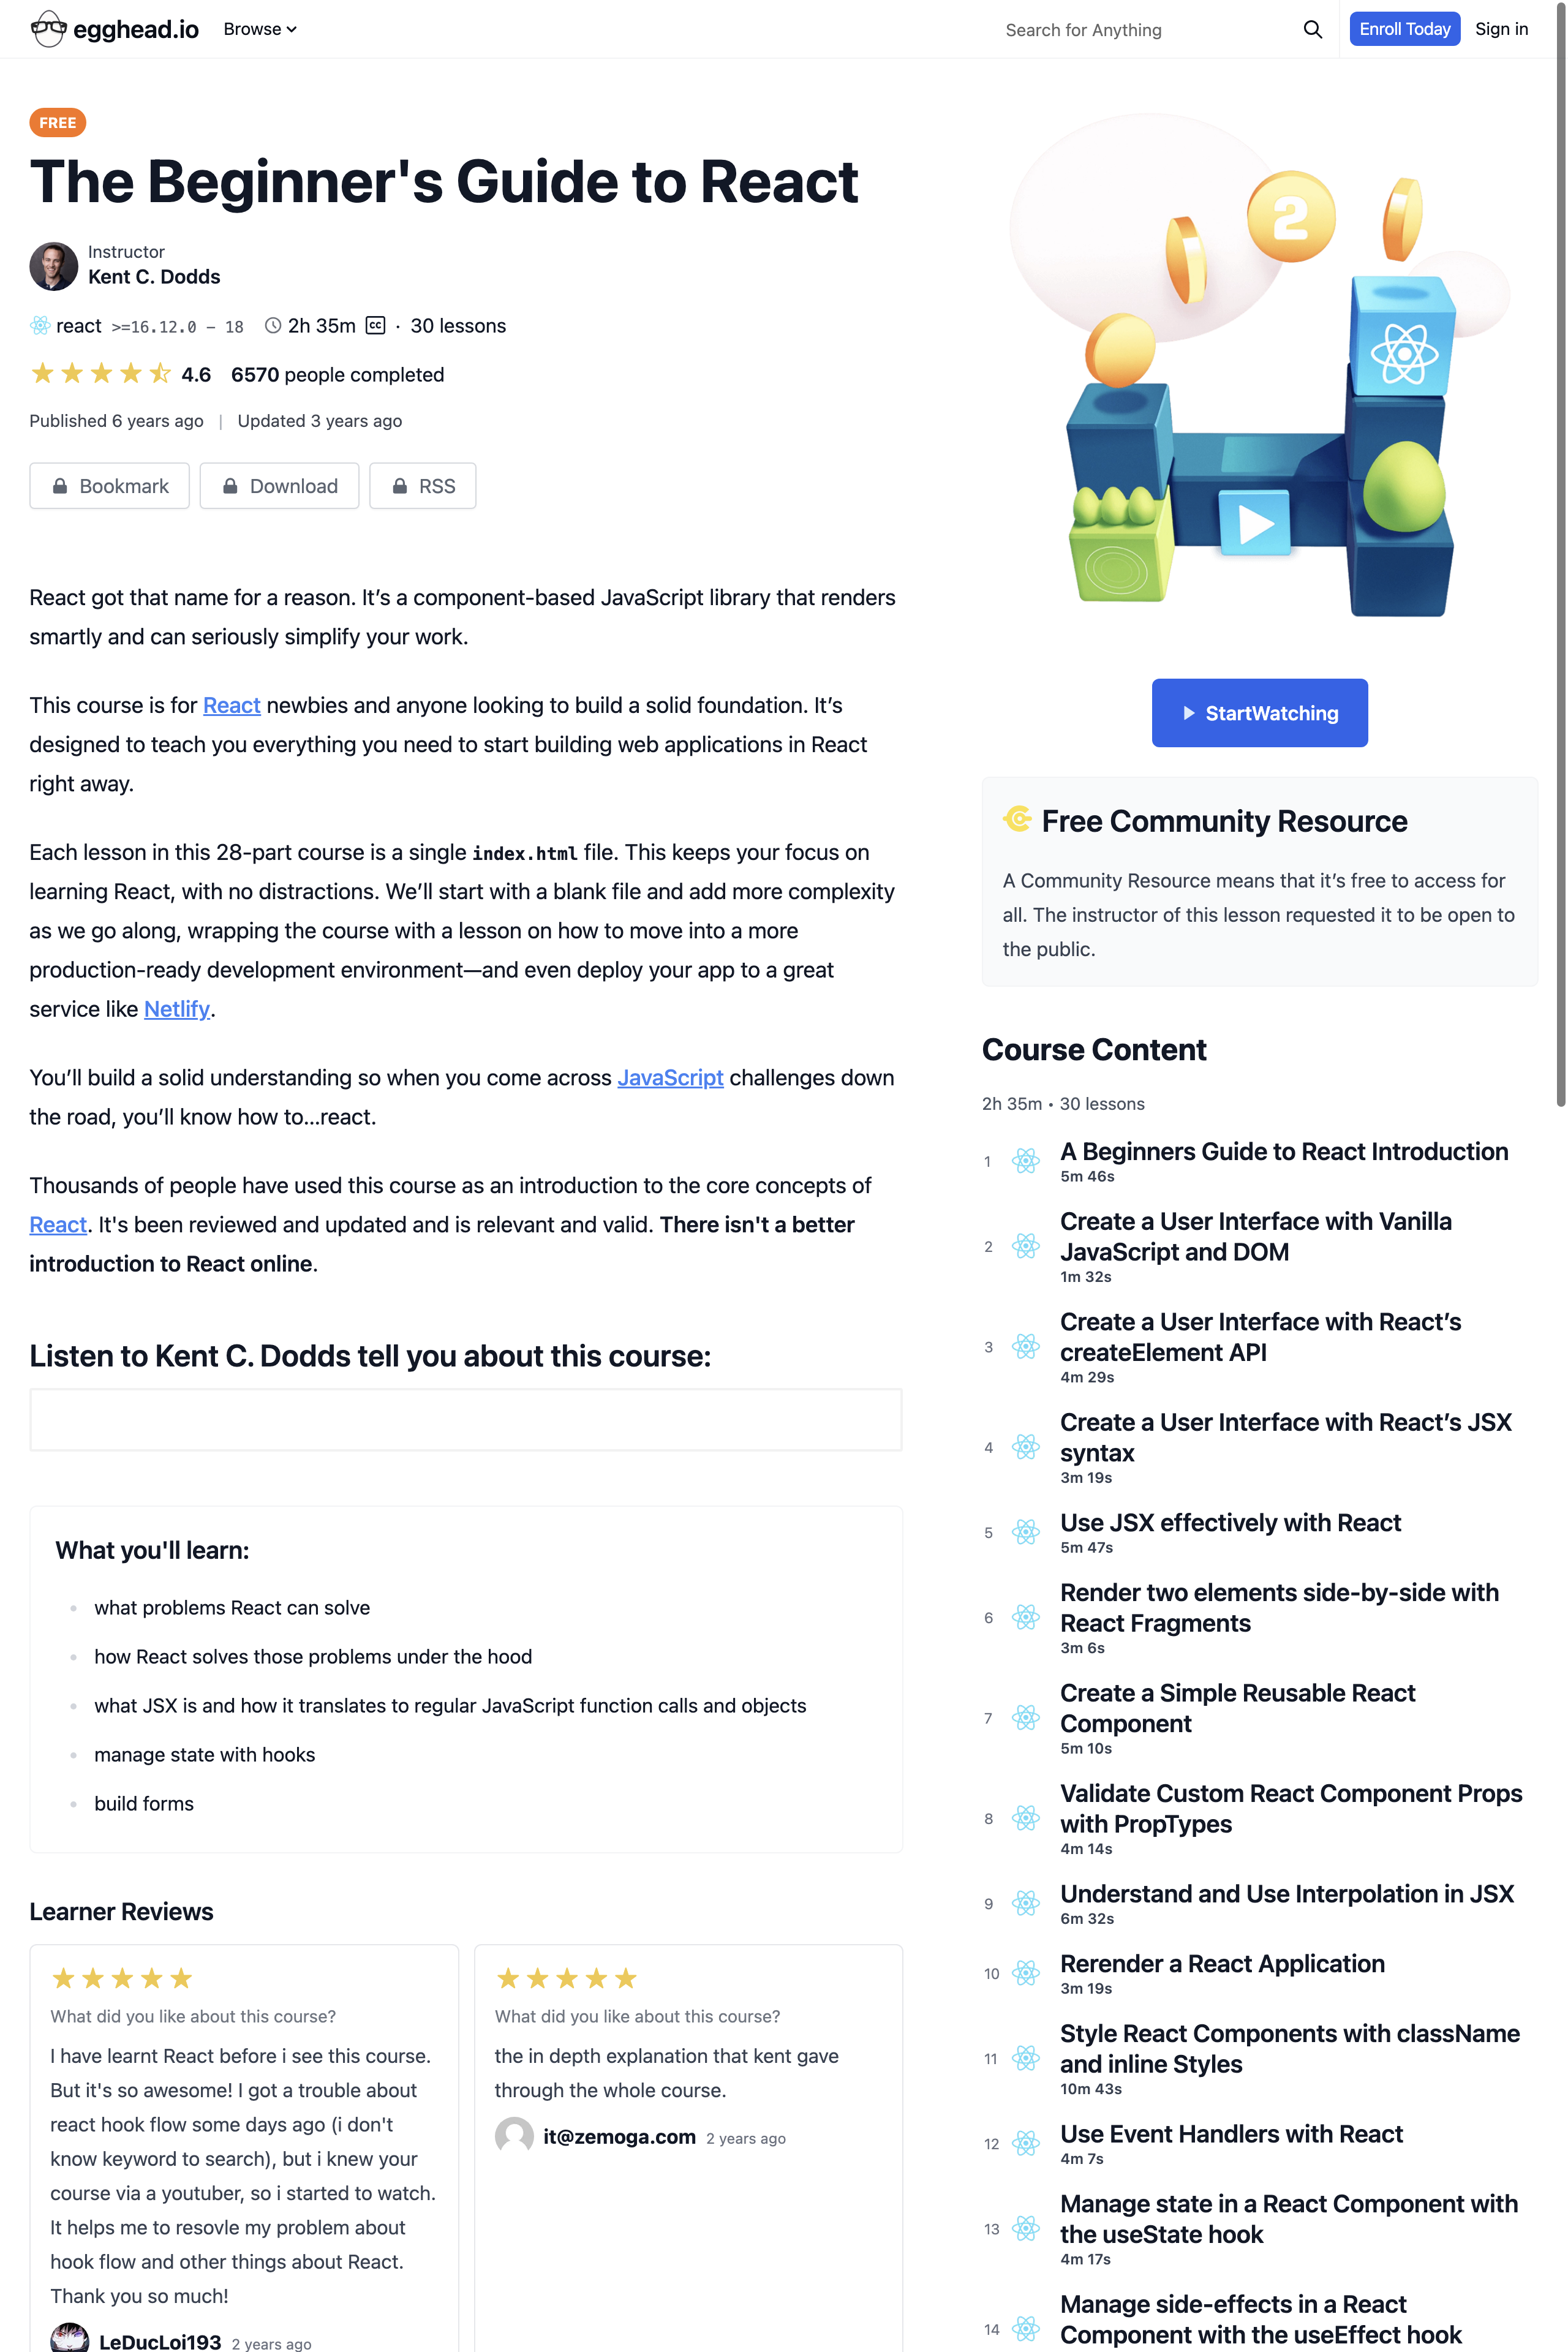 egghead.io
Browse
Search for Anything
Enroll Today
Sign in
FREE
The Beginner's Guide to React
Instructor
Kent C. Dodds
react >=16.12.0 – 18 2h 35m CC · 30 lessons
4.6 6570 people completed
Published 6 years ago | Updated 3 years ago
Bookmark
Download
RSS
React got that name for a reason. It’s a component-based JavaScript library that renders
smartly and can seriously simplify your work.
This course is for React newbies and anyone looking to build a solid foundation. It’s
designed to teach you everything you need to start building web applications in React
right away.
Each lesson in this 28-part course is a single index.html file. This keeps your focus on
learning React, with no distractions. We’ll start with a blank file and add more complexity
as we go along, wrapping the course with a lesson on how to move into a more
production-ready development environment—and even deploy your app to a great
service like Netlify.
You’ll build a solid understanding so when you come across JavaScript challenges down
the road, you’ll know how to…react.
Thousands of people have used this course as an introduction to the core concepts of
React. It's been reviewed and updated and is relevant and valid. There isn't a better
introduction to React online.
Listen to Kent C. Dodds tell you about this course:
What you'll learn:
what problems React can solve
how React solves those problems under the hood
what JSX is and how it translates to regular JavaScript function calls and objects
manage state with hooks
build forms
Learner Reviews
What did you like about this course?
I have learnt React before i see this course.
But it's so awesome! I got a trouble about
react hook flow some days ago (i don't
know keyword to search), but i knew your
course via a youtuber, so i started to watch.
It helps me to resovle my problem about
hook flow and other things about React.
Thank you so much!
LeDucLoi193 2 years ago
What did you like about this course?
the in depth explanation that kent gave
through the whole course.
it@zemoga.com 2 years ago
2
StartWatching
Free Community Resource
A Community Resource means that it’s free to access for
all. The instructor of this lesson requested it to be open to
the public.
Course Content
2h 35m • 30 lessons
1 A Beginners Guide to React Introduction
5m 46s
2 Create a User Interface with Vanilla
JavaScript and DOM
1m 32s
3 Create a User Interface with React’s
createElement API
4m 29s
4 Create a User Interface with React’s JSX
syntax
3m 19s
5 Use JSX effectively with React
5m 47s
6 Render two elements side-by-side with
React Fragments
3m 6s
7 Create a Simple Reusable React
Component
5m 10s
8 Validate Custom React Component Props
with PropTypes
4m 14s
9 Understand and Use Interpolation in JSX
6m 32s
10 Rerender a React Application
3m 19s
11 Style React Components with className
and inline Styles
10m 43s
12 Use Event Handlers with React
4m 7s
13 Manage state in a React Component with
the useState hook
4m 17s
14 Manage side-effects in a React
Component with the useEffect hook